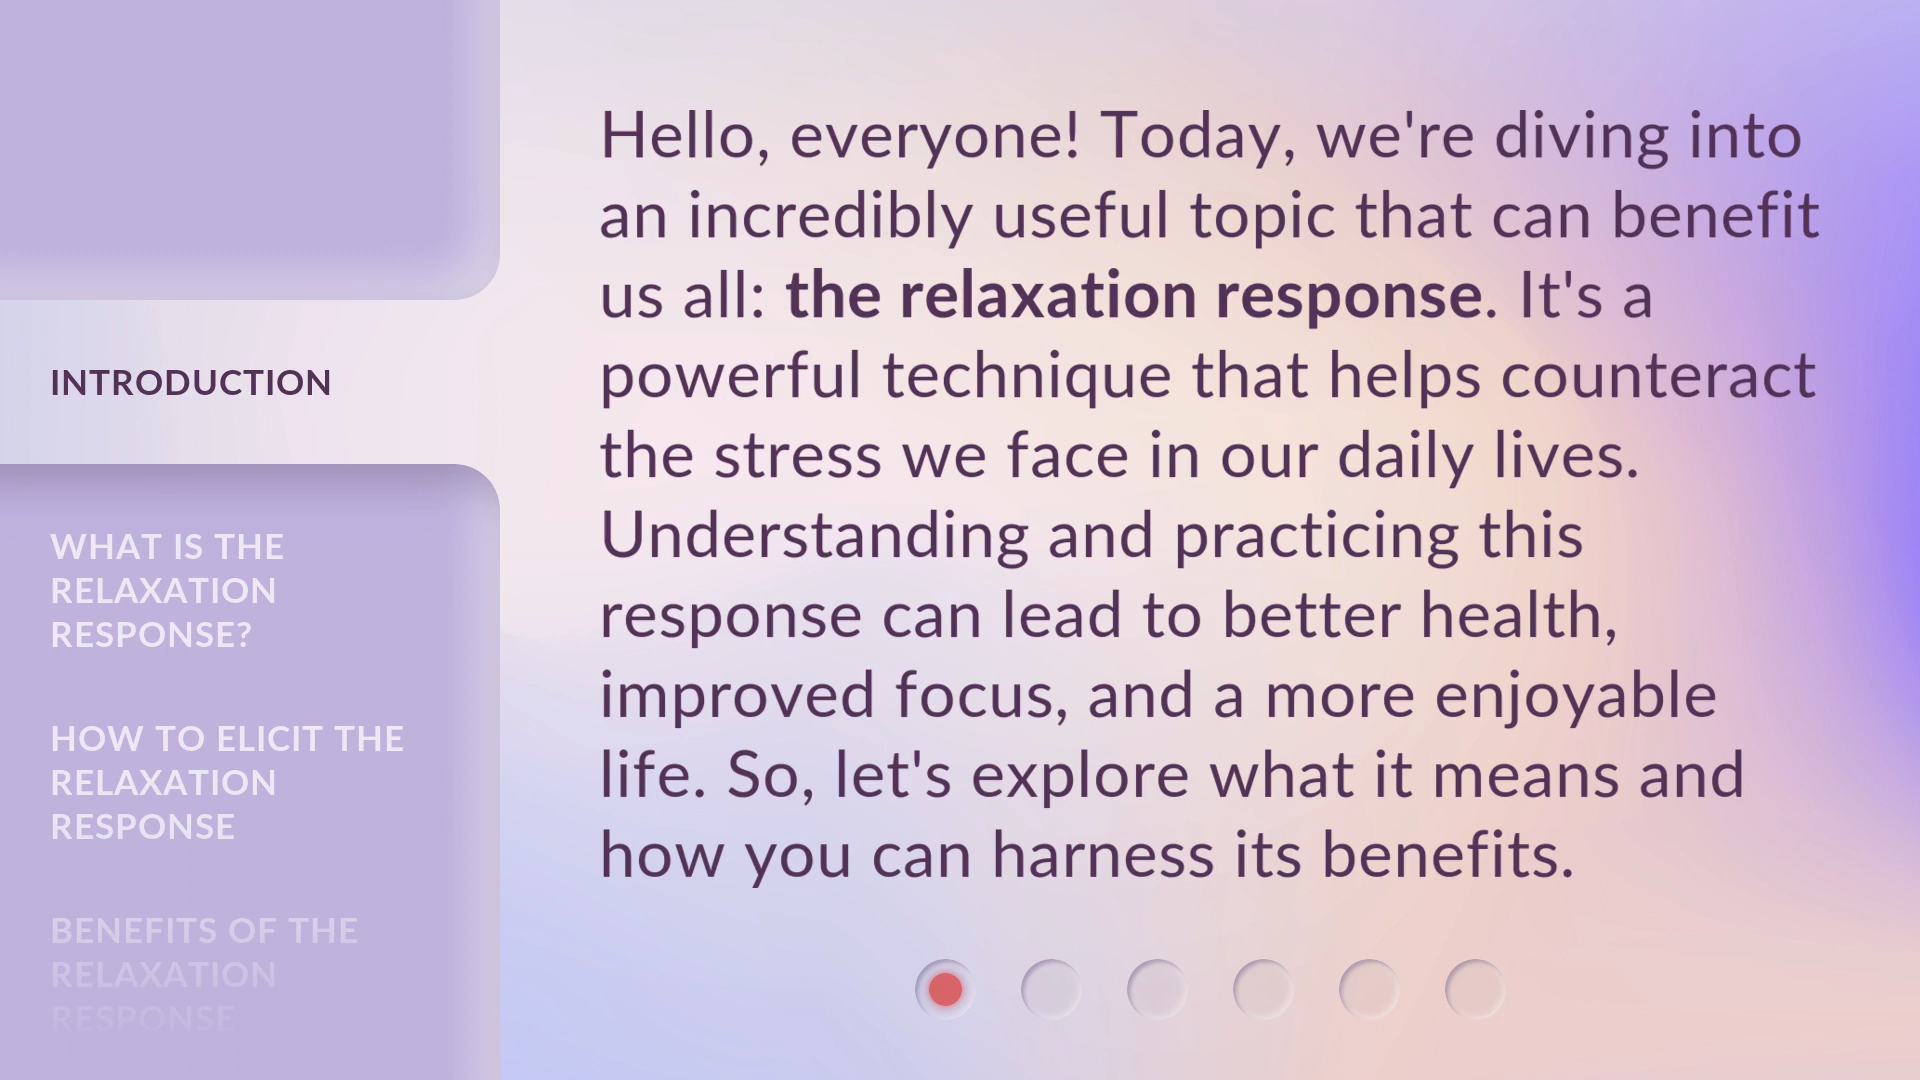 INTRODUCTION
WHAT IS THE
RELAXATION
RESPONSE?
HOW TO ELICIT THE
RELAXATION
RESPONSE
BENEFITS OF THE
RELAXATION
RESPONSE
Hello, everyone! Today, we're diving into
an incredibly useful topic that can benefit
us all: the relaxation response. It's a
powerful technique that helps counteract
the stress we face in our daily lives.
Understanding and practicing this
response can lead to better health,
improved focus, and a more enjoyable
life. So, let's explore what it means and
how you can harness its benefits.